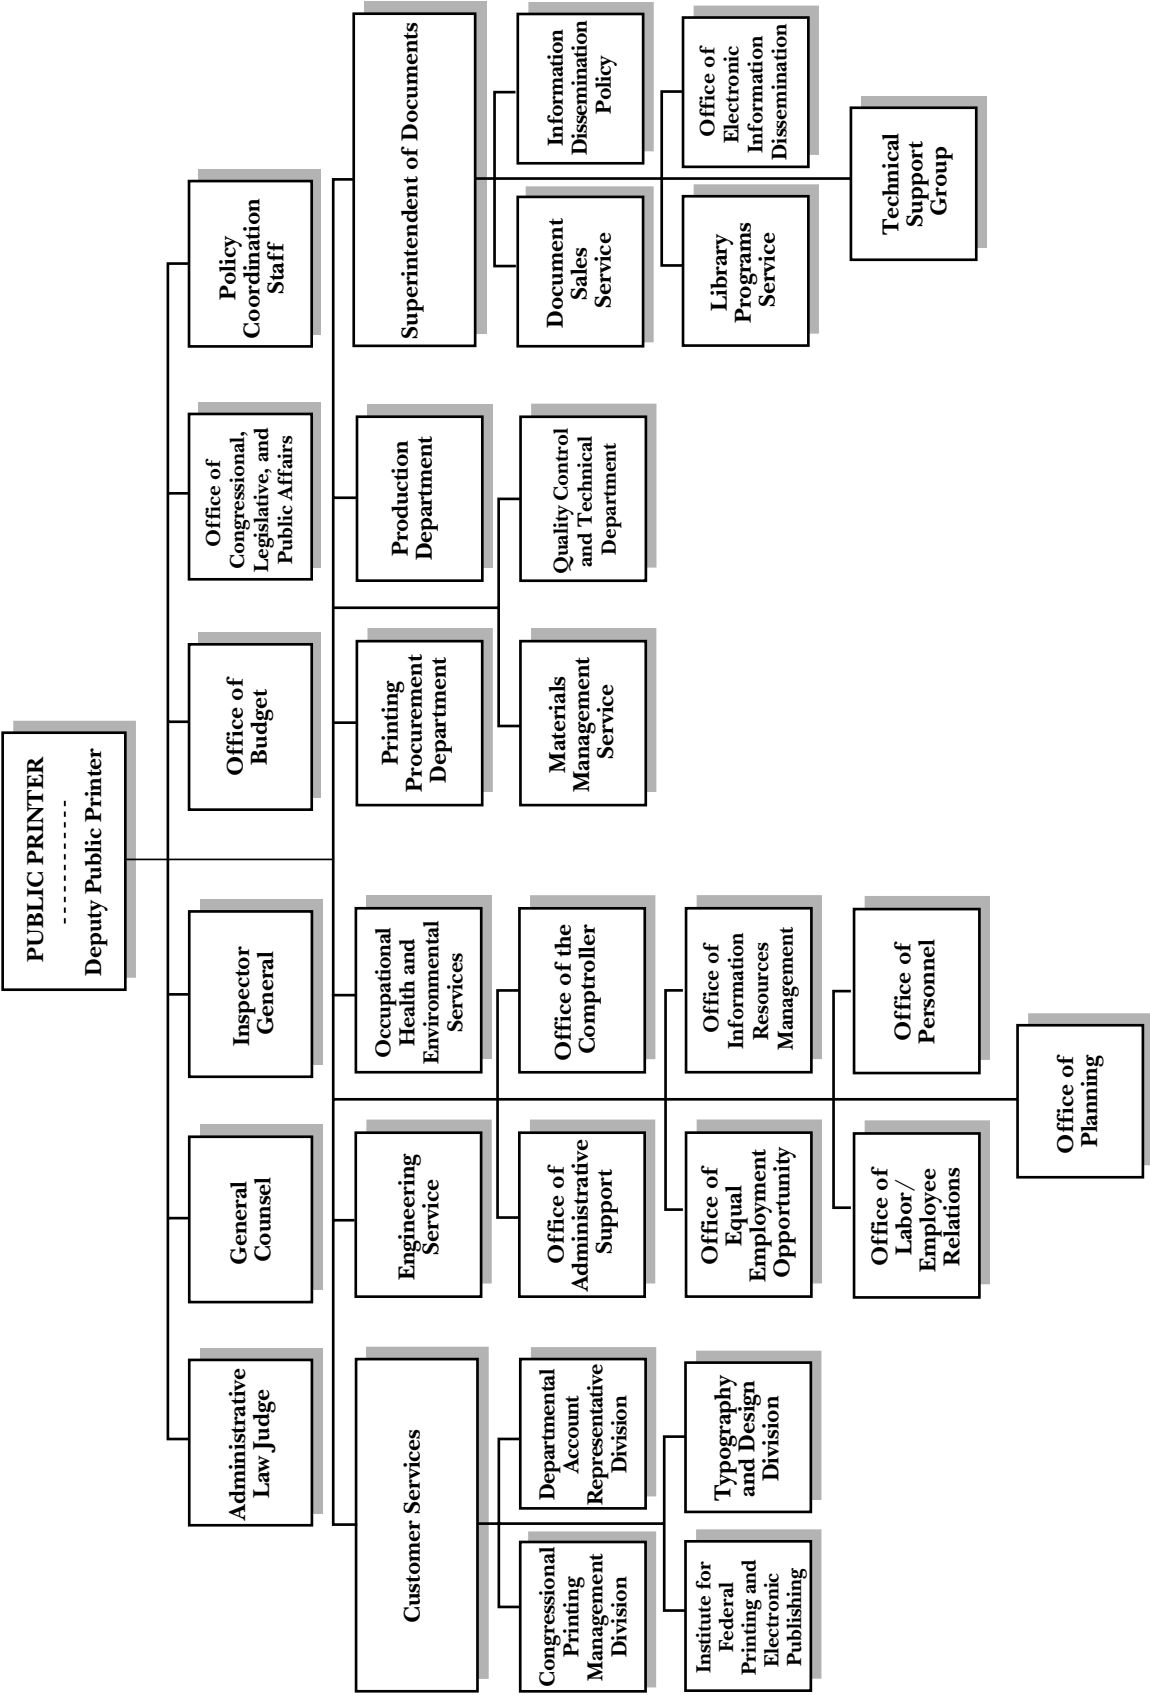 PUBLIC PRINTER
Deputy Public Printer
Administrative
Law Judge
General
Counsel
Inspector
General
Office of
Budget
Office of
Congressional,
Legislative, and
Public Affairs
Policy
Coordination
Staff
Customer Services
Engineering
Service
Occupational
Health and
Environmental
Services
Printing
Procurement
Department
Production
Department
Superintendent of Documents
Congressional
Printing
Management
Division
Departmental
Account
Representative
Division
Office of
Administrative
Support
Office of the
Comptroller
Materials
Management
Service
Quality Control
and Technical
Department
Document
Sales
Service
Information
Dissemination
Policy
Institute for
Federal
Printing and
Electronic
Publishing
Typography
and Design
Division
Office of
Equal
Employment
Opportunity
Office of
Information
Resources
Management
Library
Programs
Service
Office of
Electronic
Information
Dissemination
Office of
Labor/
Employee
Relations
Office of
Personnel
Technical
Support
Group
Office of
Planning